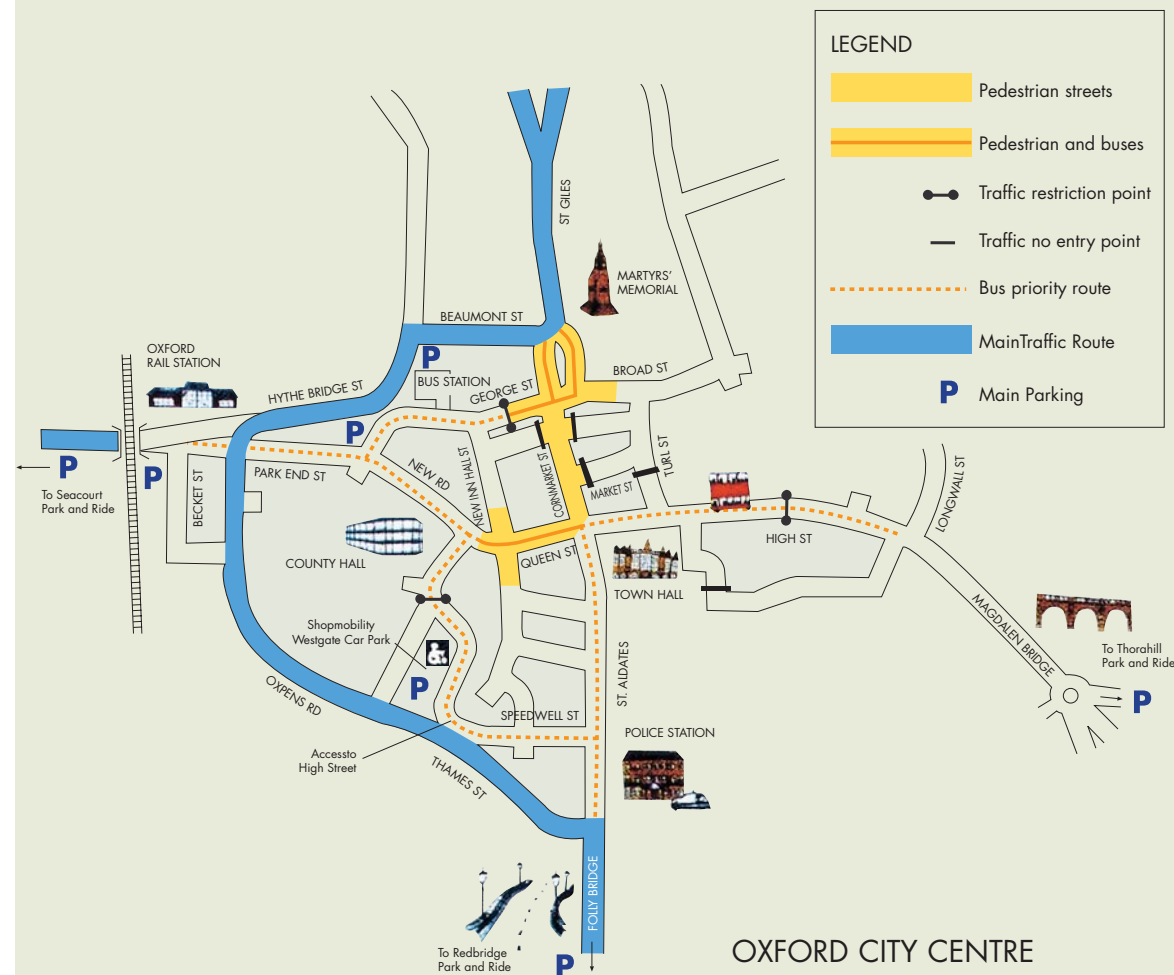 LEGEND
Pedestrian streets
Pedestrian and buses
Traffic restriction point
Traffic no entry point
Bus priority route
MainTraffic Route
P
Main Parking
ST GILES
MARTYRS'
MEMORIAL
BEAUMONT ST
OXFORD
RAIL STATION
P
BUS STATION
HYTHE BRIDGE ST
GEORGE ST
BROAD ST
P
P
To Seacourt
Park and Ride
P
BECKET ST
PARK END ST
NEW RD
NEW INN HALL ST
CORNMARKET ST
MARKET ST
TURL ST
LONGWALL ST
COUNTY HALL
QUEEN ST
HIGH ST
TOWN HALL
MAGDALEN BRIDGE
Shopmobility
Westgate Car Park
P
To Thorahill
Park and Ride
P
OXPENS RD
ST. ALDATES
SPEEDWELL ST
POLICE STATION
Accessto
High Street
THAMES ST
FOLLY BRIDGE
To Redbridge
Park and Ride
P
OXFORD CITY CENTRE